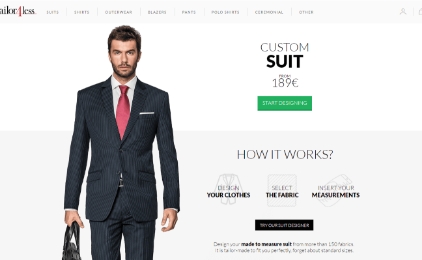 tailor4less
SUITS SHIRTS OUTERWEAR BLAZERS PANTS POLO SHIRTS CEREMONIAL OTHER
CUSTOM
SUIT
FROM
189€
START DESIGNING
HOW IT WORKS?
DESIGN SELECT INSERT YOUR
YOUR CLOTHES THE FABRIC MEASUREMENTS
TRY OUR SUIT DESIGNER
Design your made to measure suit from more than 150 fabrics,
it is tailor-made to fit you perfectly, forget about standard sizes.